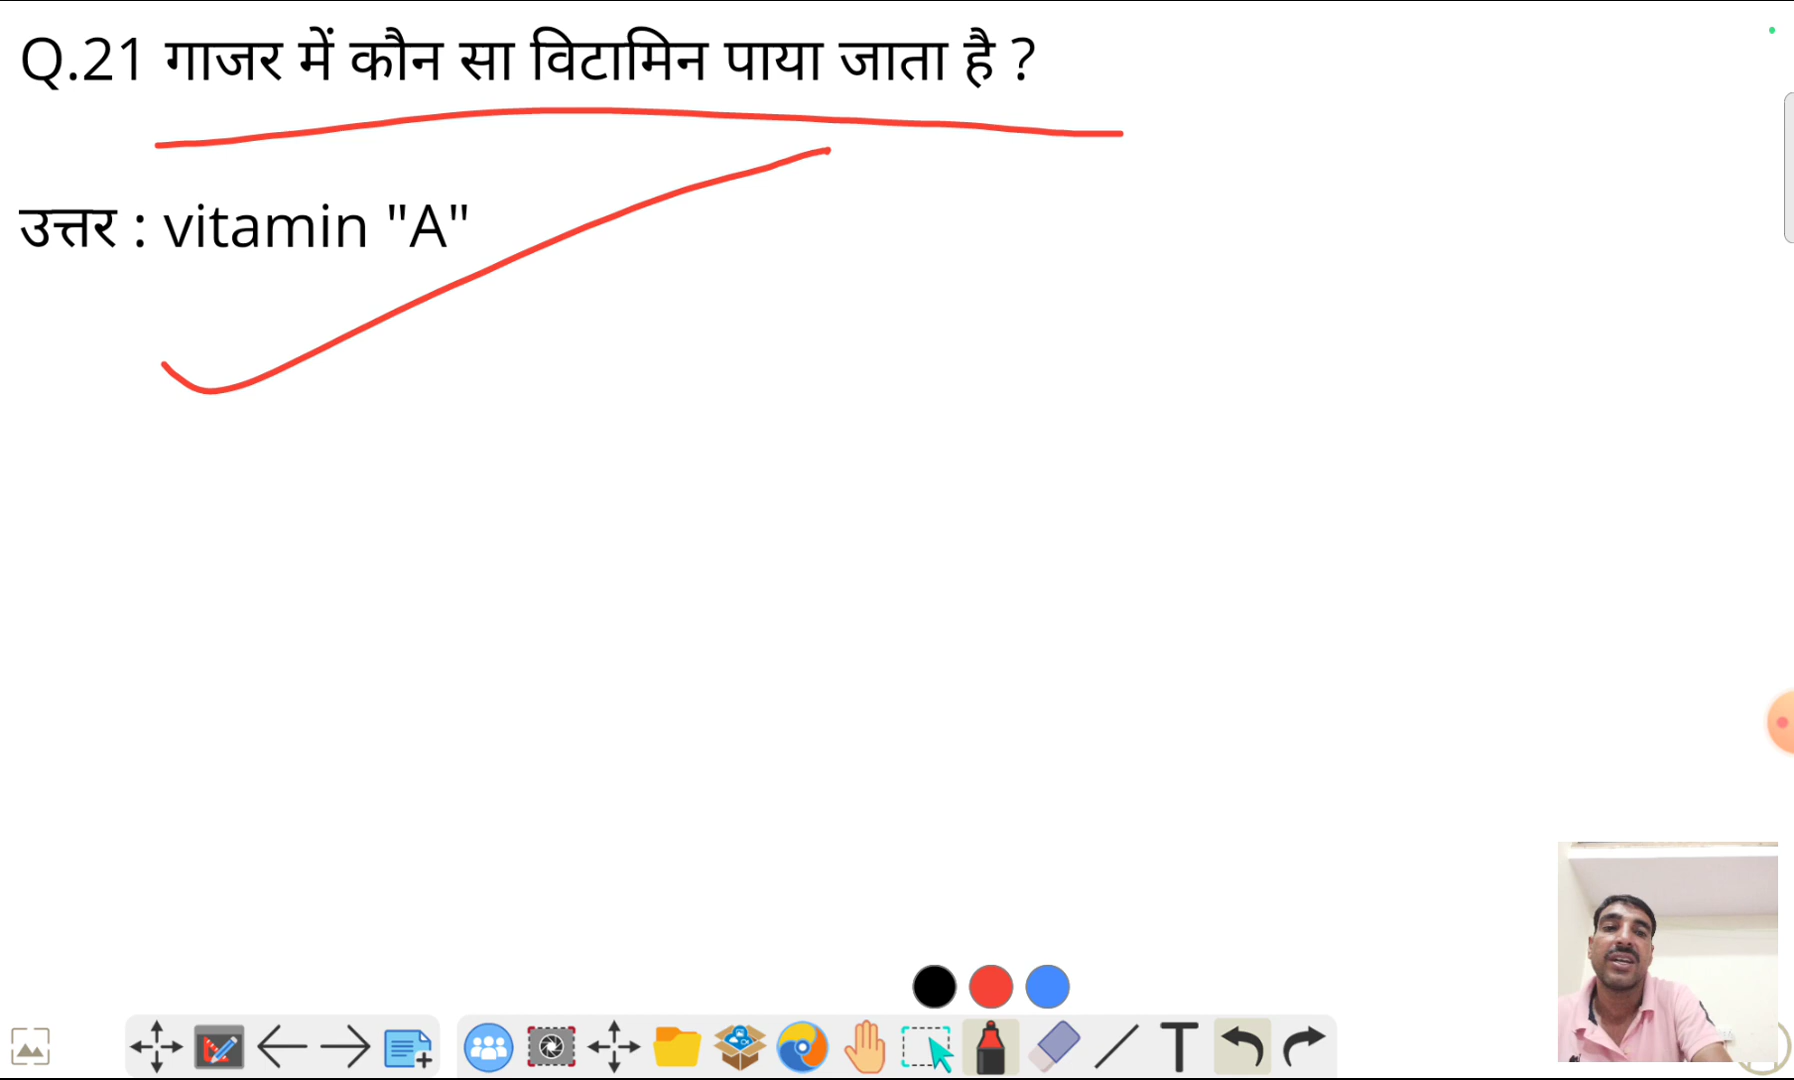 Q.21 गाजर में कौन सा विटामिन पाया जाता है ?
उत्तर : vitamin "A"